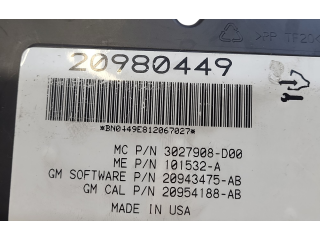 20980449
*BN0449E812067027*
MC P/N 3027908-D00
ME P/N 101532-A
GM SOFTWARE P/N 20943475-AB
GM CAL P/N 20954188-AB
MADE IN USA